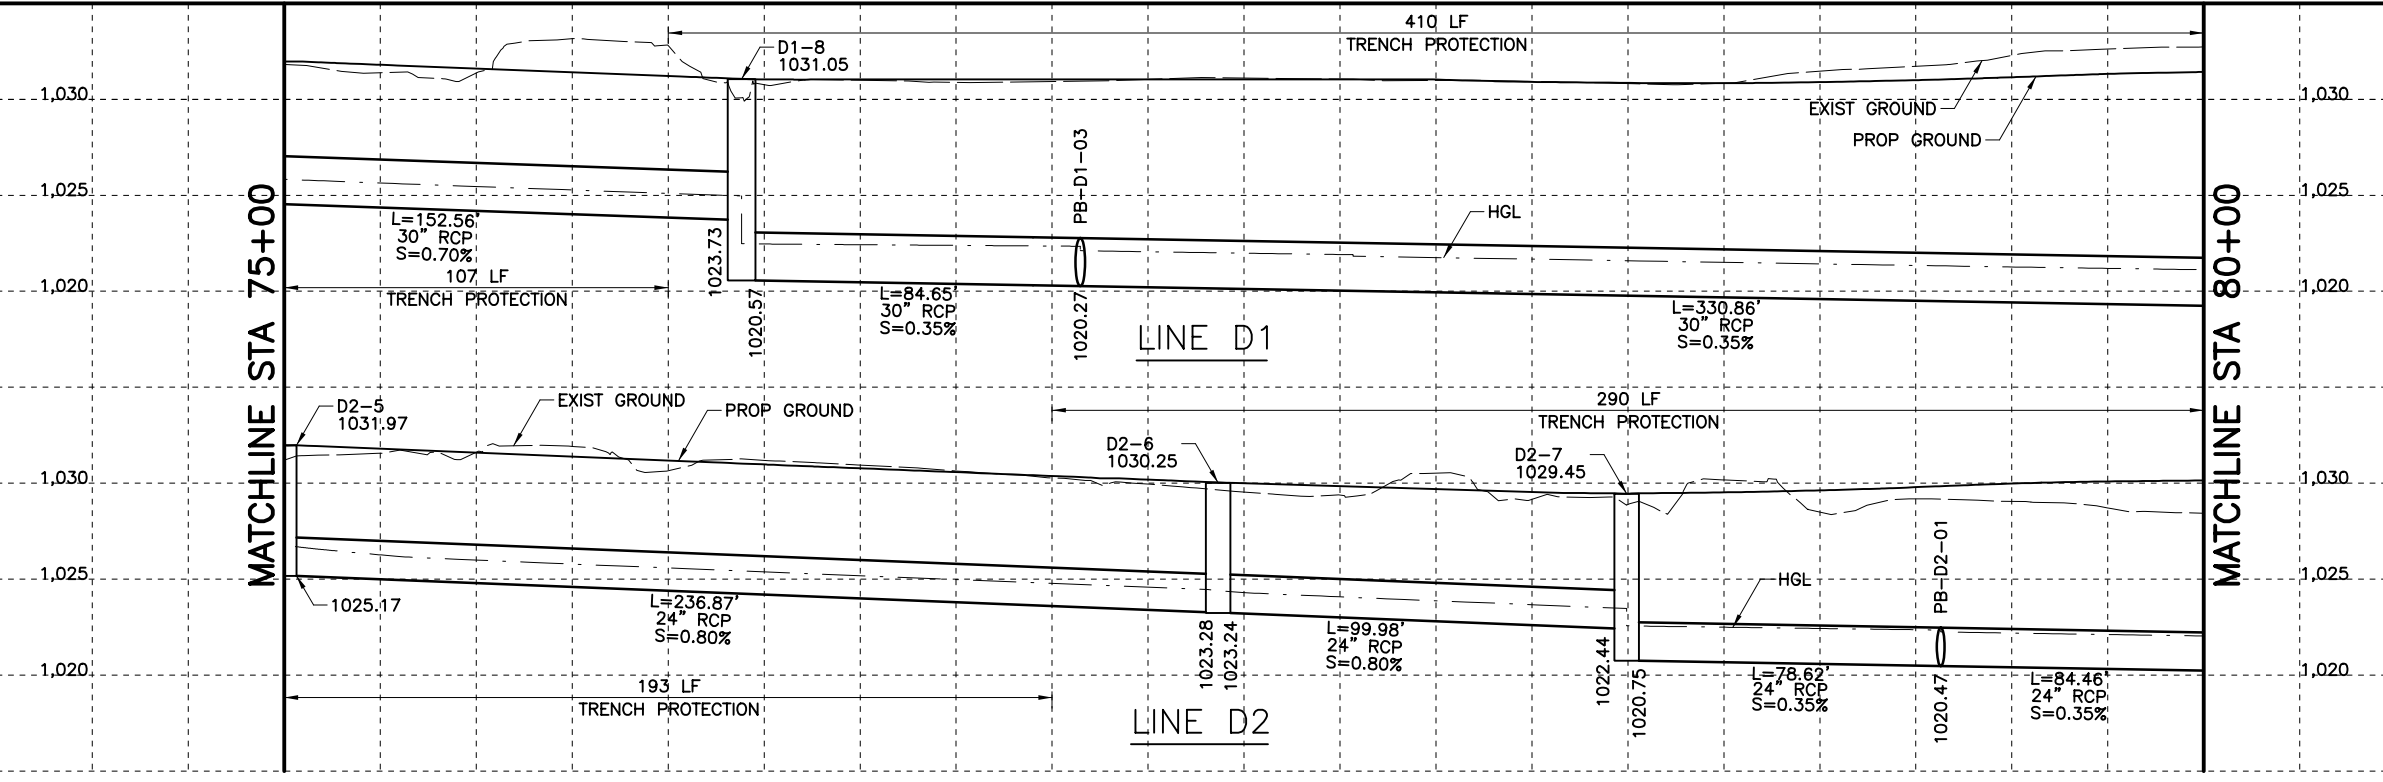 410 LF
TRENCH PROTECTION
D1-8
1031.05
1,030
1,030
EXIST GROUND
PROP GROUND
PB-D1-03
1,025
1,025
MATCHLINE STA 75+00
MATCHLINE STA 80+00
HGL
L=152.56'
30" RCP
S=0.70%
107 LF
TRENCH PROTECTION
1023.73
1020.57
1,020
1,020
L=84.65'
30" RCP
S=0.35%
1020.27
LINE D1
L=330.86'
30" RCP
S=0.35%
D2-5
1031.97
EXIST GROUND
PROP GROUND
290 LF
TRENCH PROTECTION
D2-6
1030.25
D2-7
1029.45
1,030
1,030
PB-D2-01
1,025
1,025
HGL
1025.17
L=236.87'
24" RCP
S=0.80%
1023.28
1023.24
L=99.98'
24" RCP
S=0.80%
1022.44
1020.75
1,020
1,020
L=78.62'
24" RCP
S=0.35%
1020.47
L=84.46'
24" RCP
S=0.35%
193 LF
TRENCH PROTECTION
LINE D2